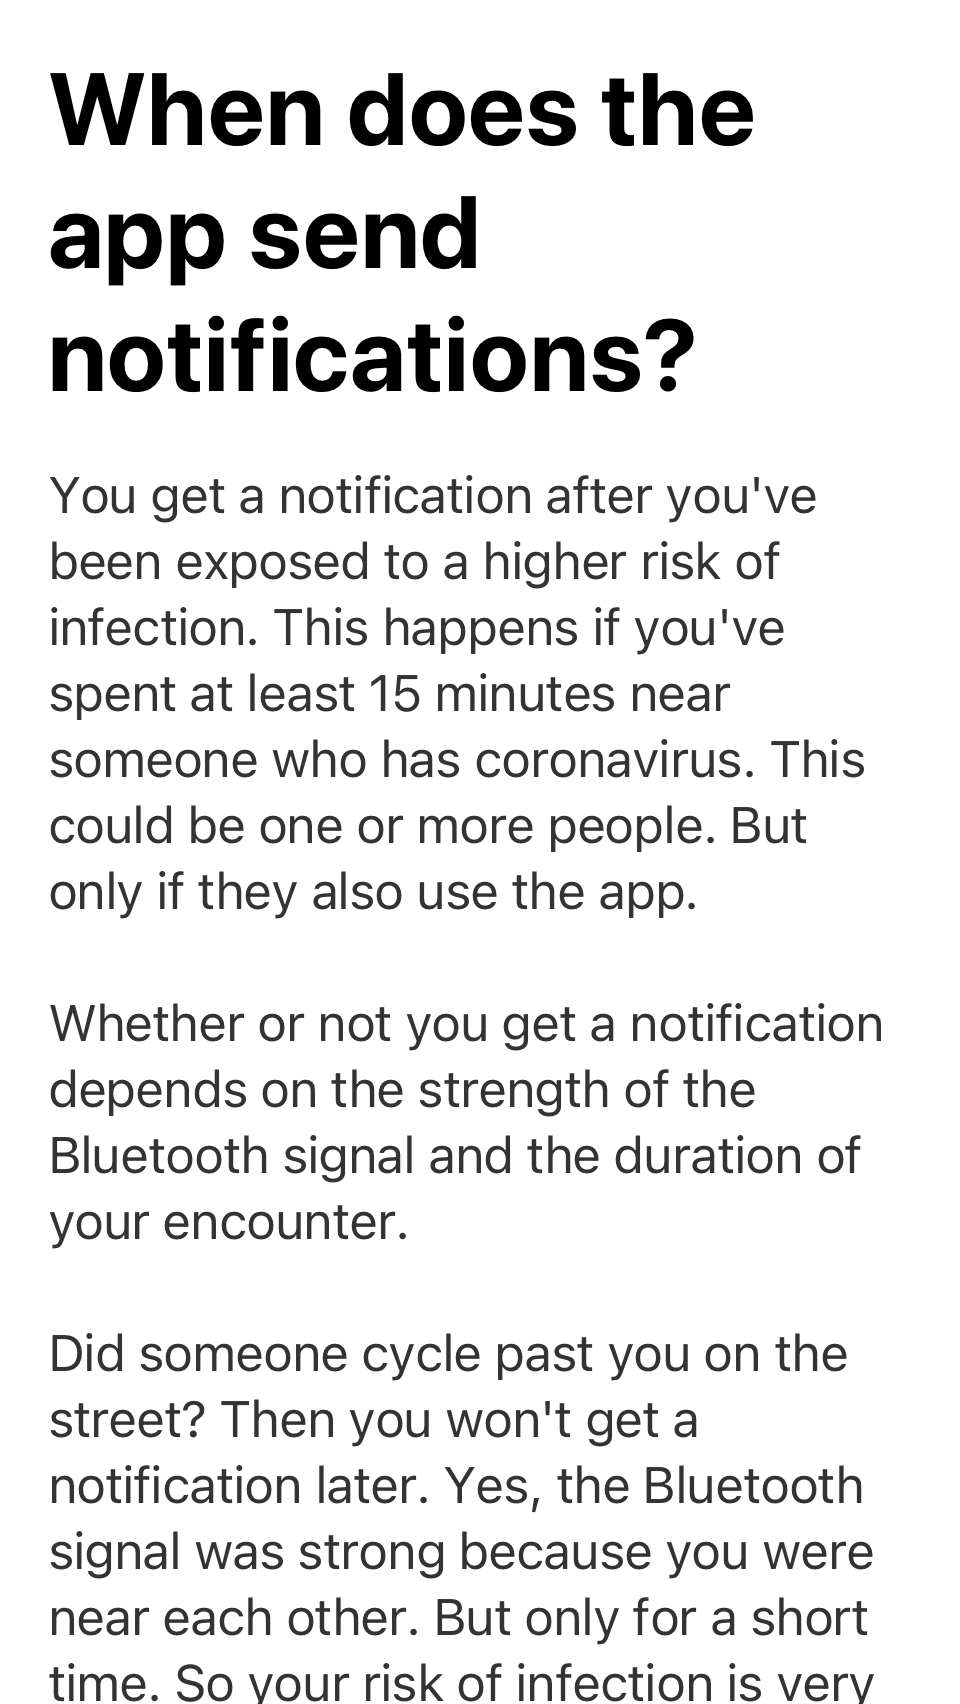 When does the
app send
notifications?
You get a notification after you've
been exposed to a higher risk of
infection. This happens if you've
spent at least 15 minutes near
someone who has coronavirus. This
could be one or more people. But
only if they also use the app.
Whether or not you get a notification
depends on the strength of the
Bluetooth signal and the duration of
your encounter.
Did someone cycle past you on the
street? Then you won't get a
notification later. Yes, the Bluetooth
signal was strong because you were
near each other. But only for a short
time. So your risk of infection is very